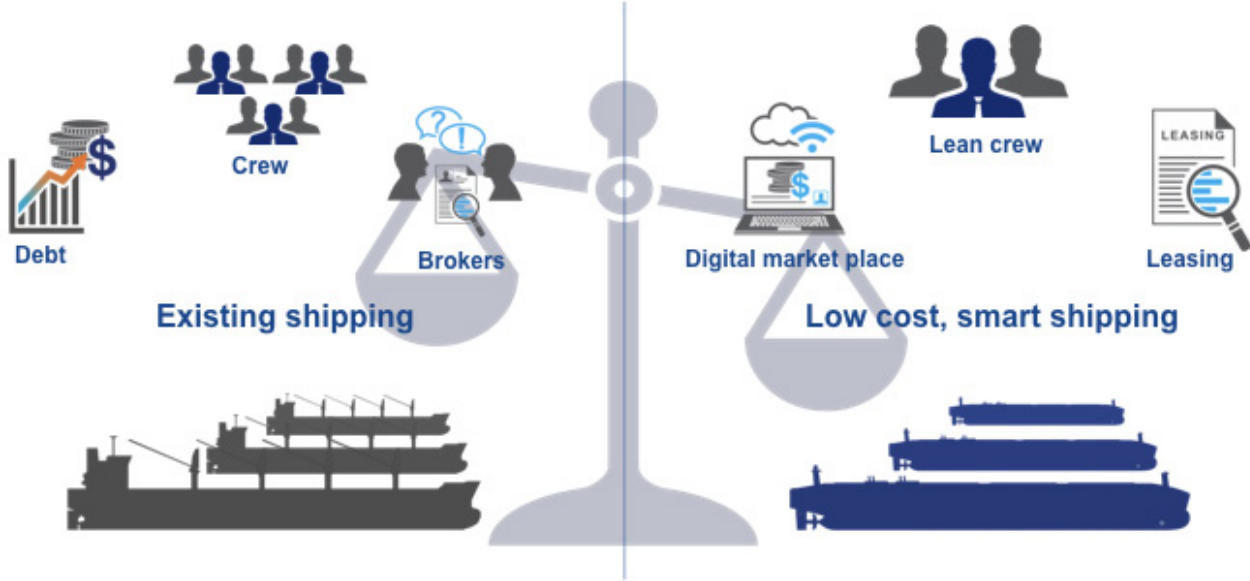 Crew
Debt
$
?
!
Brokers
Existing shipping
$
Digital market place
Lean crew
LEASING
Leasing
Low cost, smart shipping